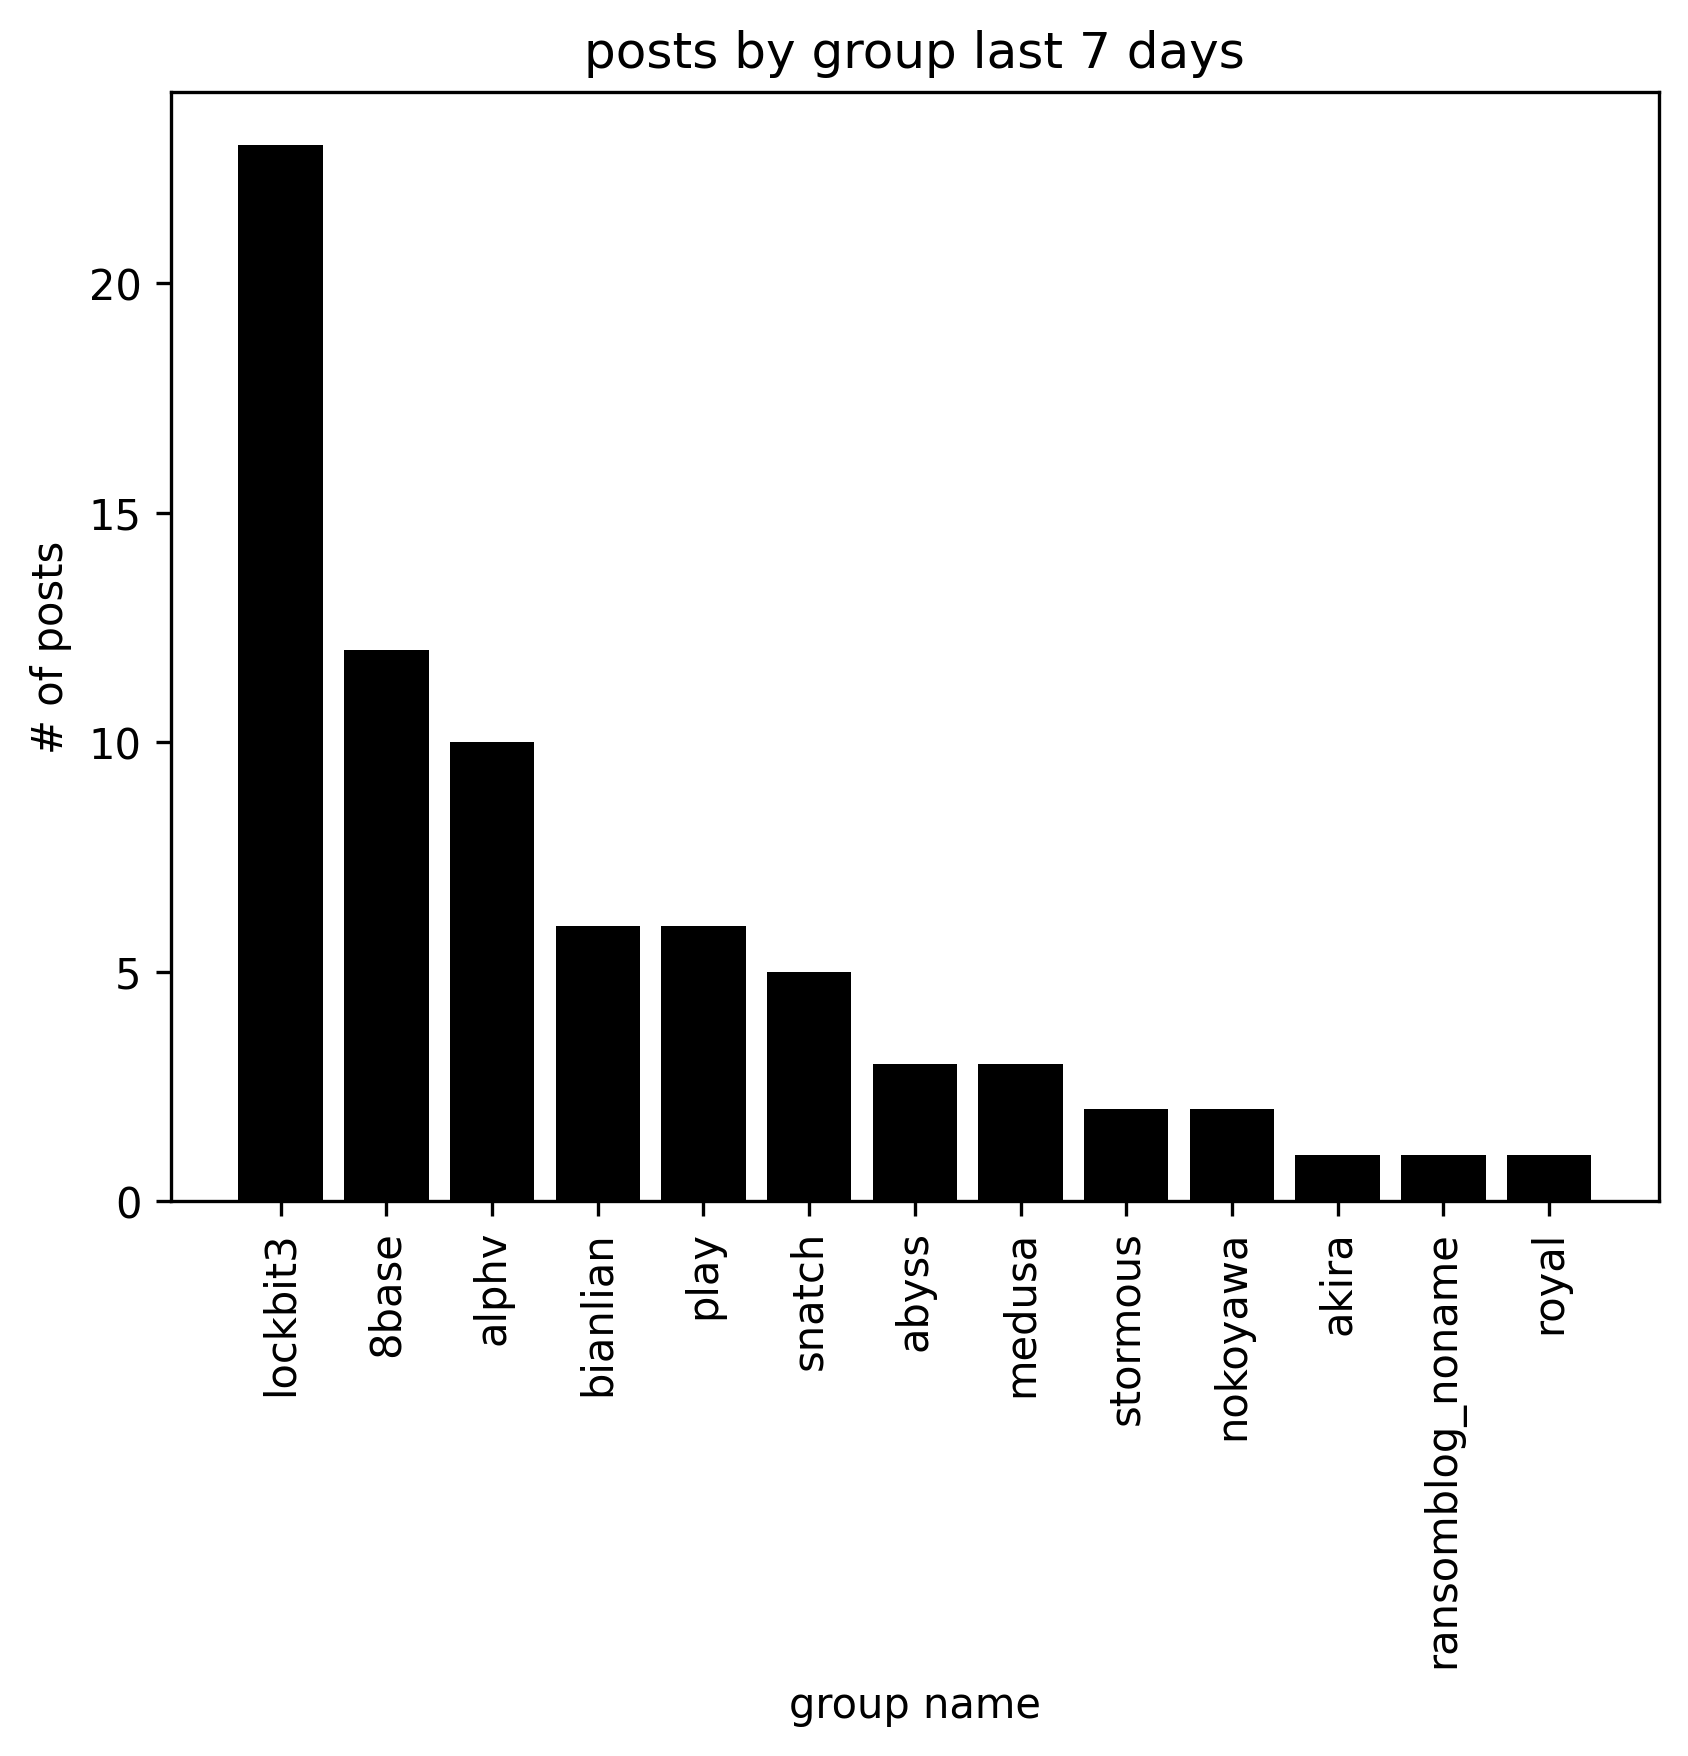 posts by group last 7 days
# of posts
20
15
10
5
0
lockbit3
8base
alphv
bianlian
play
snatch
abyss
medusa
stormous
nokoyawa
akira
ransomblog_noname
royal
group name